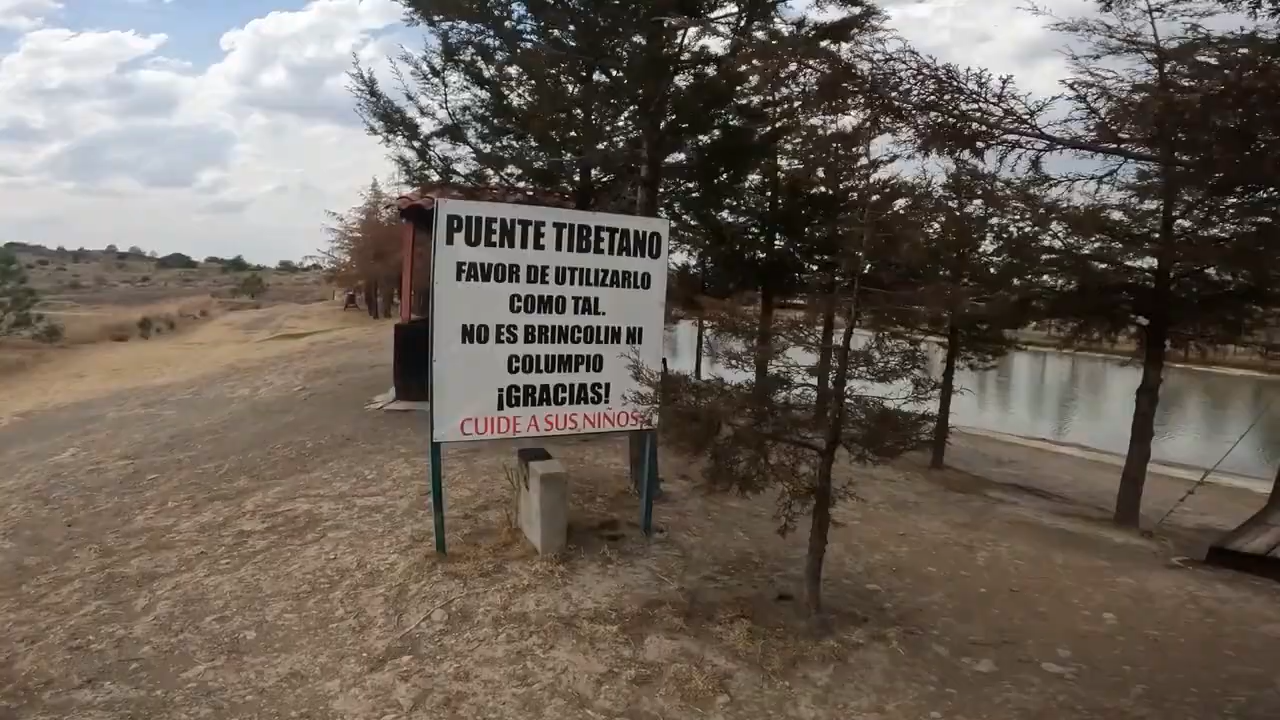 PUENTE TIBETANO
FAVOR DE UTILIZARLO
COMO TAL.
NO ES BRINCOLIN NI
COLUMPIO
¡GRACIAS!
CUIDE A SUS NIÑOS